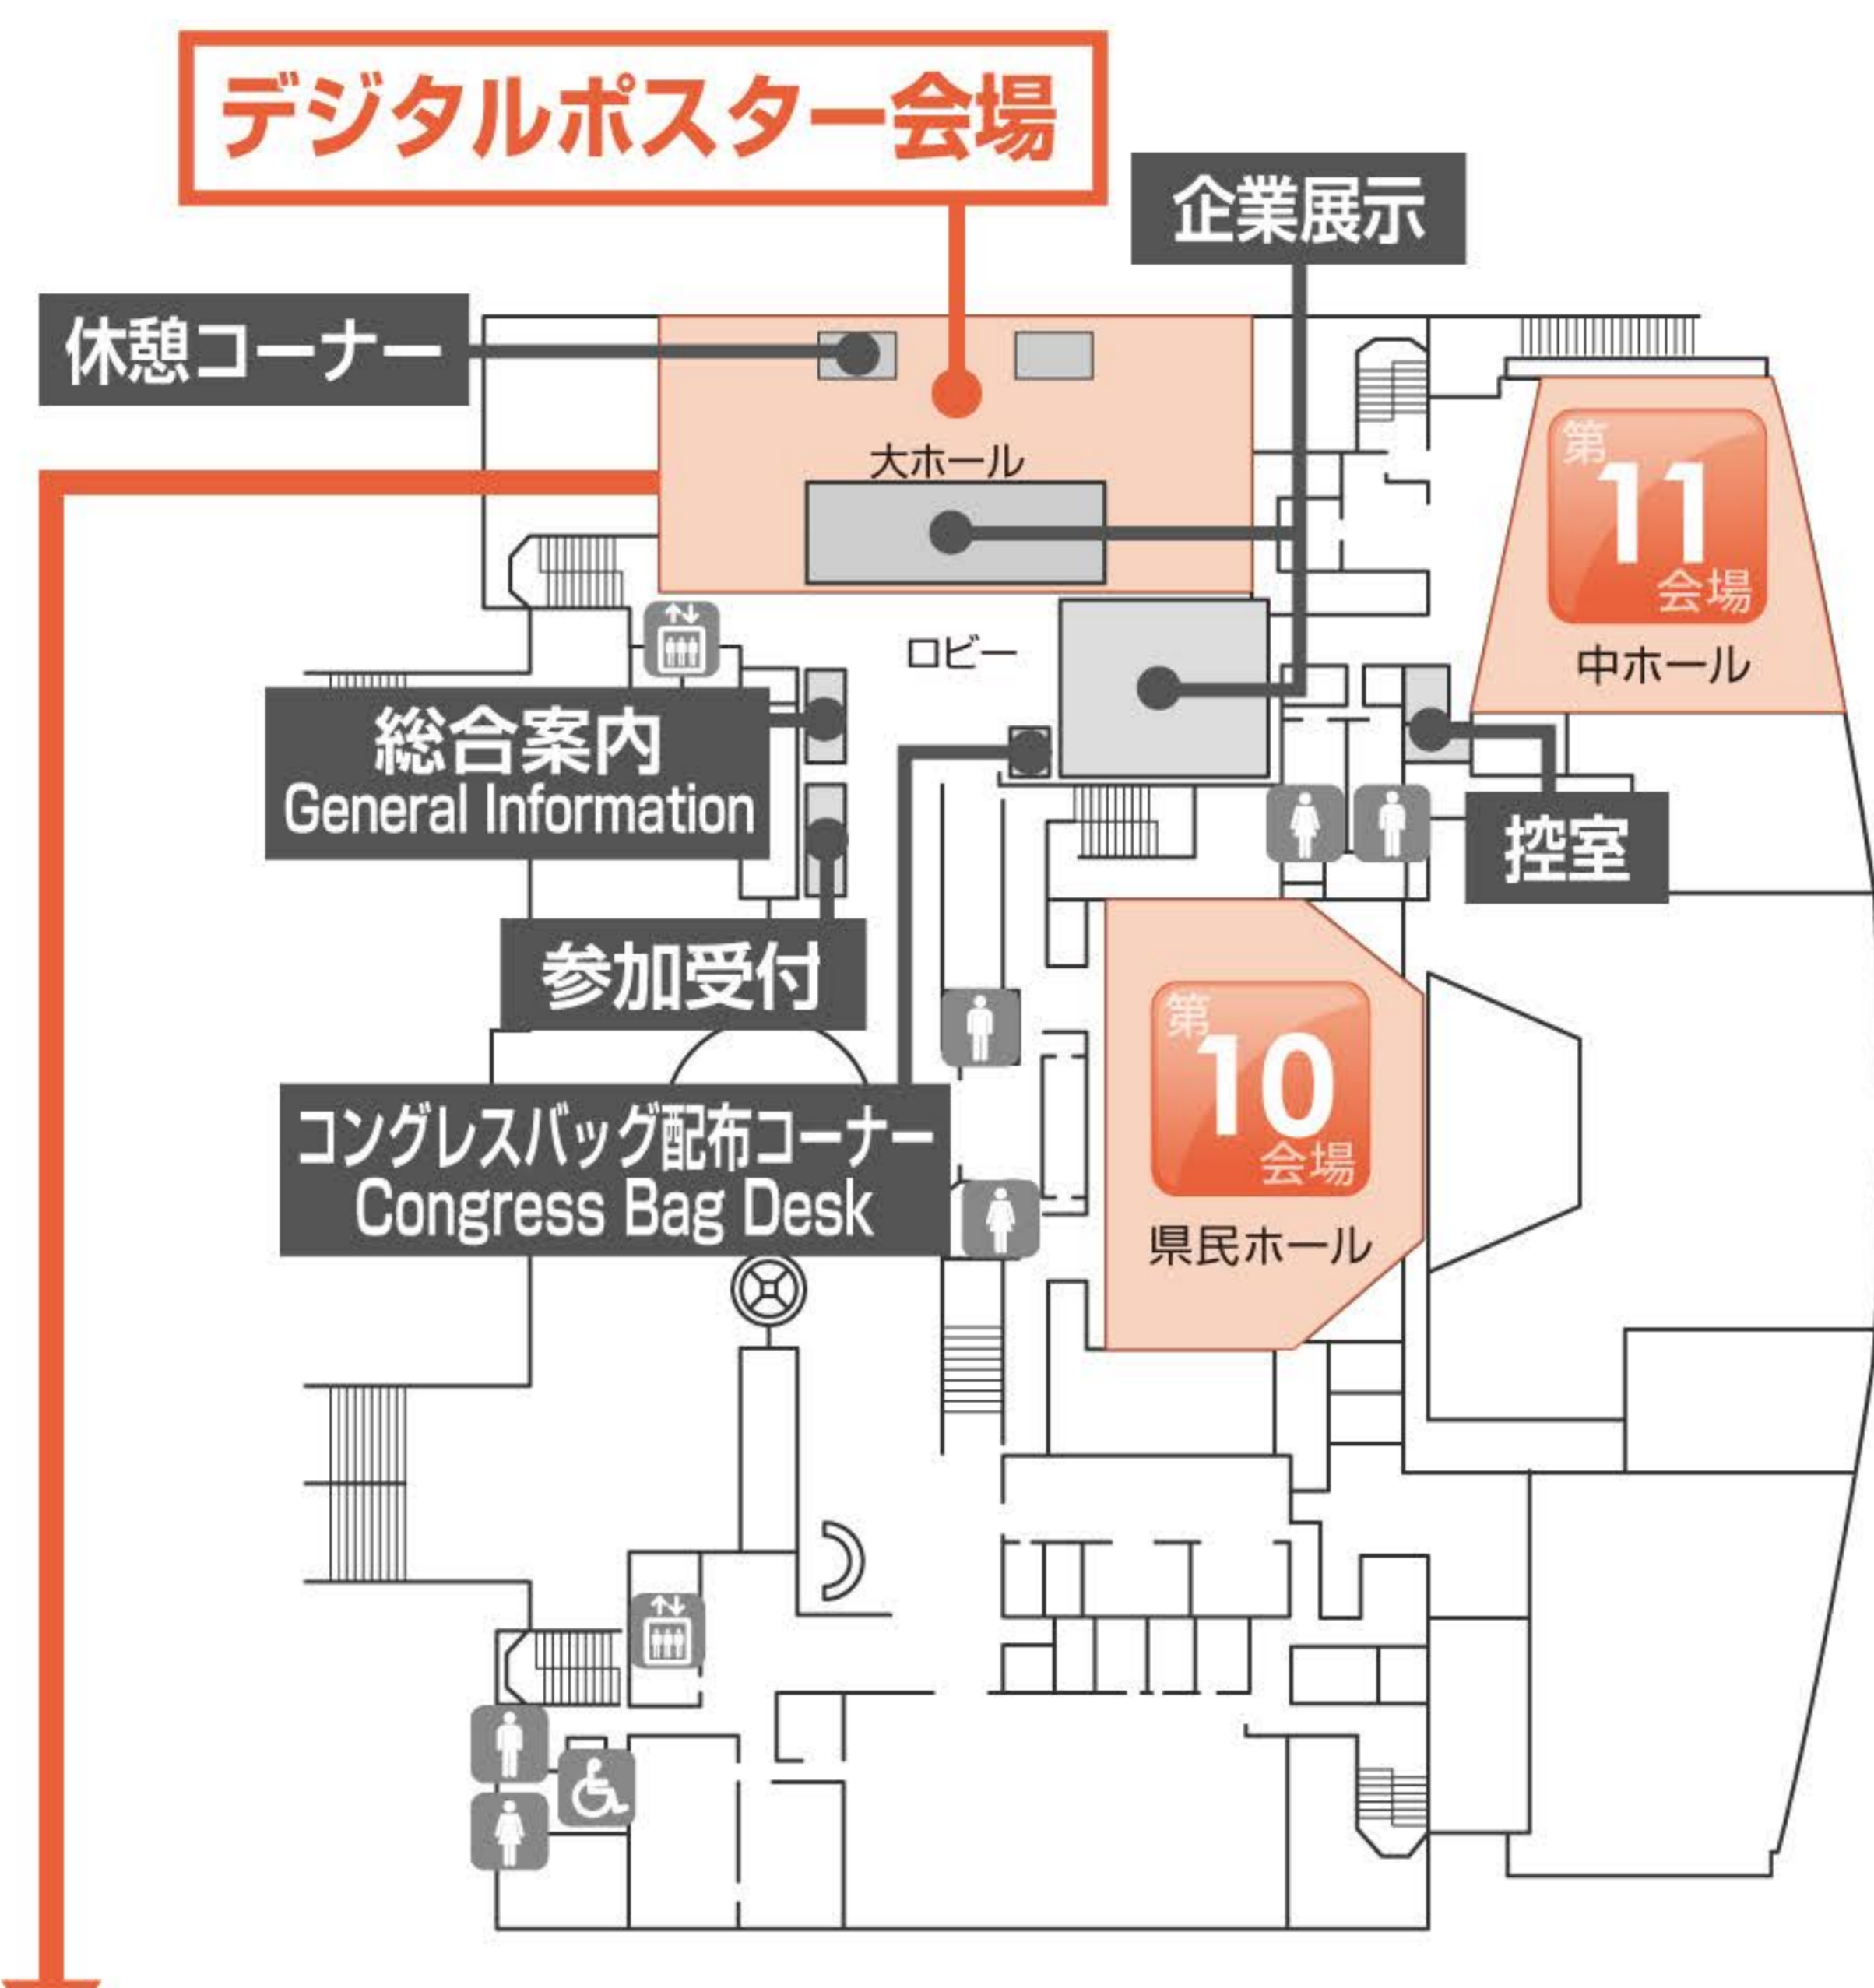 デジタルポスター会場
企業展示
休憩コーナー
大ホール
第
11
会場
中ホール
ロビー
総合案内
General Information
控室
参加受付
第
10
会場
県民ホール
コングレスバッグ配布コーナー
Congress Bag Desk